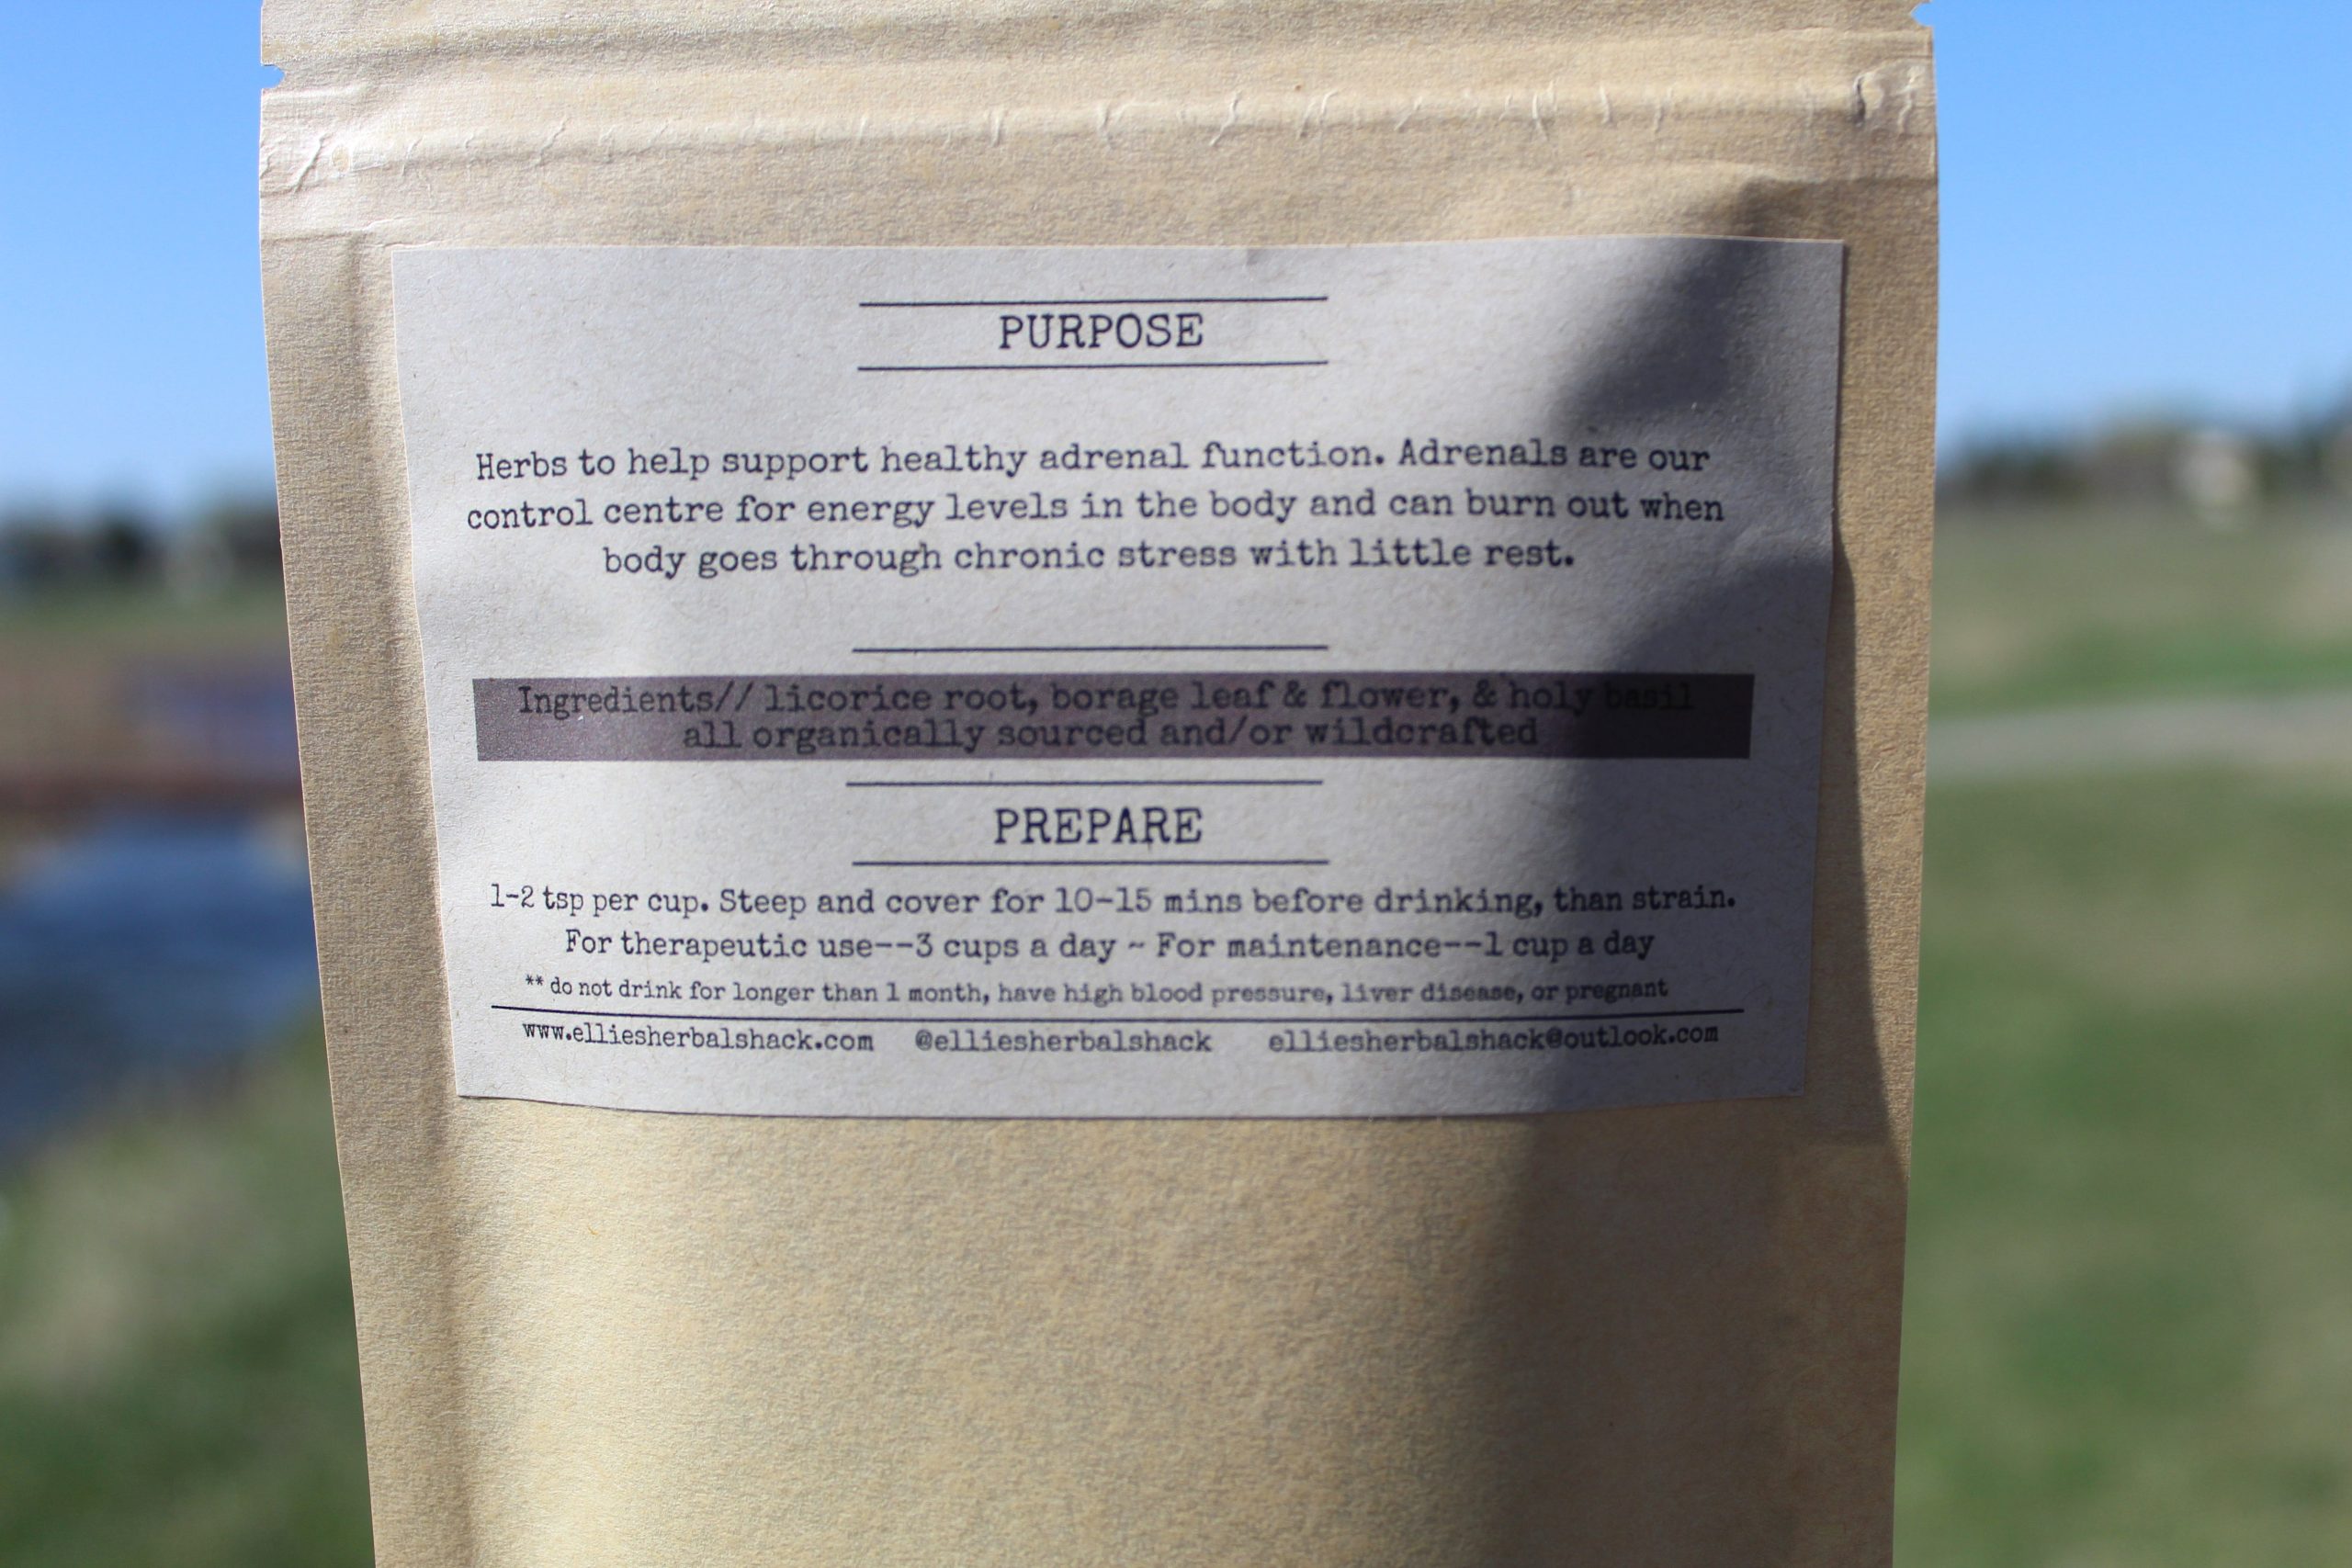 PURPOSE
Herbs to help support healthy adrenal function. Adrenals are our
control centre for energy levels in the body and can burn out when
body goes through chronic stress with little rest.
Ingredients// licorice root, borage leaf & flower, & holy basil
all organically sourced and/or wildcrafted
PREPARE
1-2 tsp per cup. Steep and cover for 10-15 mins before drinking, than strain.
For therapeutic use--3 cups a day ~ For maintenance--1 cup a day
** do not drink for longer than 1 month, have high blood pressure, liver disease, or pregnant
www.elliesherbalshack.com @elliesherbalshack elliesherbalshack@outlook.com